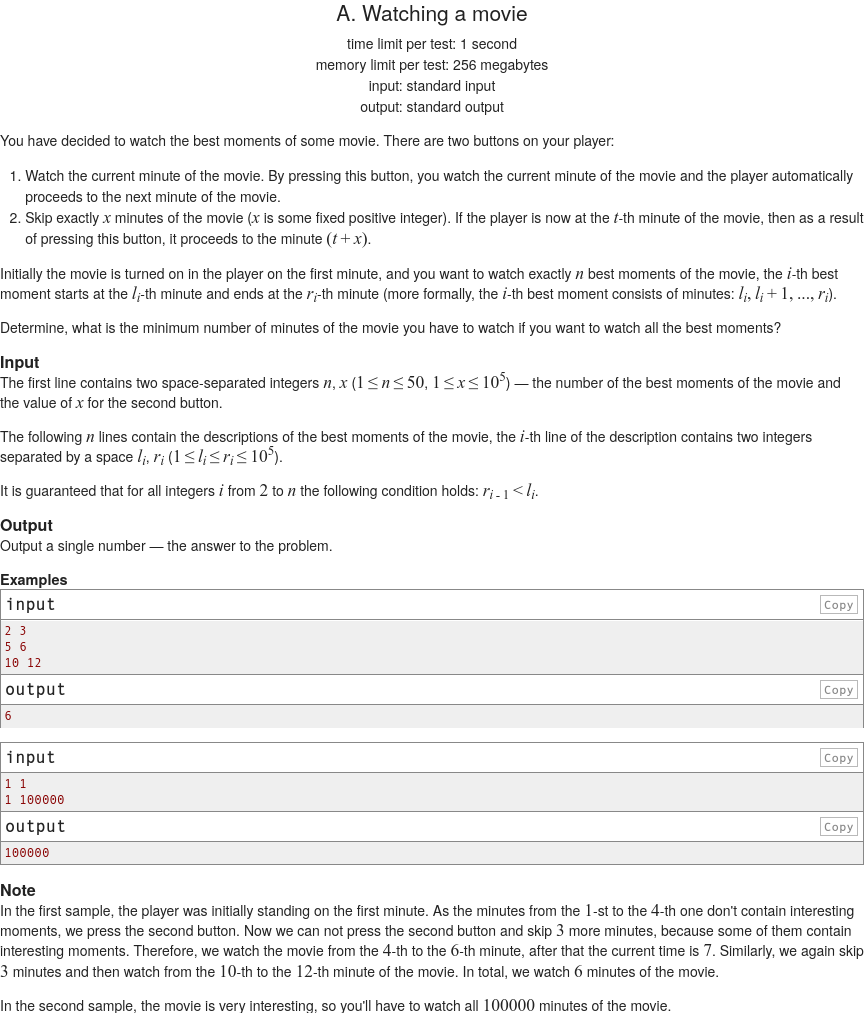 A. Watching a movie
time limit per test: 1 second
memory limit per test: 256 megabytes
input: standard input
output: standard output
You have decided to watch the best moments of some movie. There are two buttons on your player:
1. Watch the current minute of the movie. By pressing this button, you watch the current minute of the movie and the player automatically
proceeds to the next minute of the movie.
2. Skip exactly x minutes of the movie (x is some fixed positive integer). If the player is now at the t-th minute of the movie, then as a result
of pressing this button, it proceeds to the minute (t + x).
Initially the movie is turned on in the player on the first minute, and you want to watch exactly n best moments of the movie, the i-th best
moment starts at the l_i-th minute and ends at the r_i-th minute (more formally, the i-th best moment consists of minutes: l_i, l_i + 1, ..., r_i).
Determine, what is the minimum number of minutes of the movie you have to watch if you want to watch all the best moments?
Input
The first line contains two space-separated integers n, x (1 ≤ n ≤ 50, 1 ≤ x ≤ 10^5) — the number of the best moments of the movie and
the value of x for the second button.
The following n lines contain the descriptions of the best moments of the movie, the i-th line of the description contains two integers
separated by a space l_i, r_i (1 ≤ l_i ≤ r_i ≤ 10^5).
It is guaranteed that for all integers i from 2 to n the following condition holds: r_{i - 1} < l_i.
Output
Output a single number — the answer to the problem.
Examples
input Copy
2 3
5 6
10 12
output Copy
6
input Copy
1 1
1 100000
output Copy
100000
Note
In the first sample, the player was initially standing on the first minute. As the minutes from the 1-st to the 4-th one don't contain interesting
moments, we press the second button. Now we can not press the second button and skip 3 more minutes, because some of them contain
interesting moments. Therefore, we watch the movie from the 4-th to the 6-th minute, after that the current time is 7. Similarly, we again skip
3 minutes and then watch from the 10-th to the 12-th minute of the movie. In total, we watch 6 minutes of the movie.
In the second sample, the movie is very interesting, so you'll have to watch all 100000 minutes of the movie.